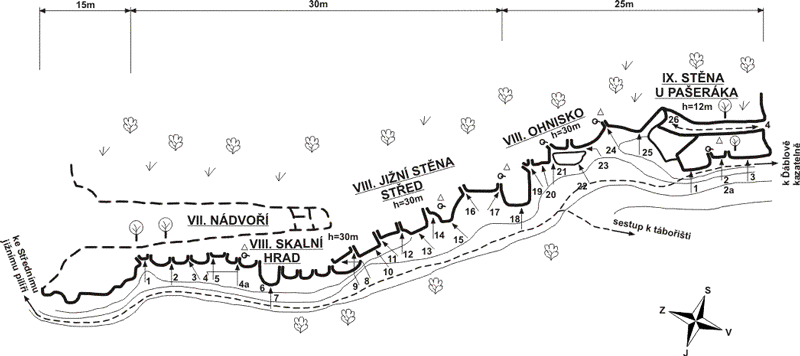 15m
30m
25m
IX. STĚNA
U PAŠERÁKA
h=12m
26
4
VIII. OHNISKO
h=30m
24
25
23
22
21
20
19
1
2
2a
3
k Ďáblově
kazatelně
VIII. JIŽNÍ STĚNA
STŘED
h=30m
16
17
18
14
15
13
12
11
10
9
8
sestup k tábořišti
VII. NÁDVOŘÍ
VIII. SKALNÍ
HRAD
h=30m
ke Střednímu
jižnímu pilíři
1
2
3
4
5
4a
6
7
S
Z
V
J